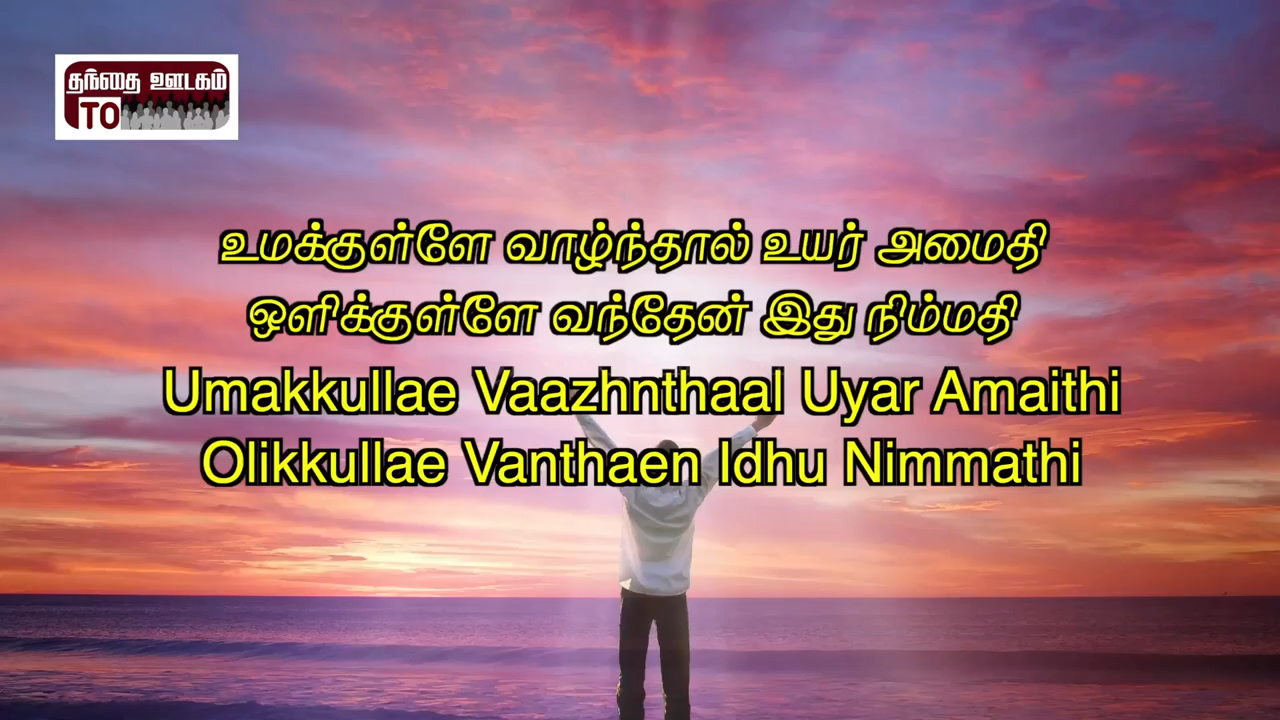 தந்தை ஊடகம்
TO
உமக்குள்ளே வாழ்ந்தால் உயர் அமைதி
ஒளிக்குள்ளே வந்தேன் இது நிம்மதி
Umakkullae Vaazhnthaal Uyar Amaithi
Olikkullae Vanthaen Idhu Nimmathi